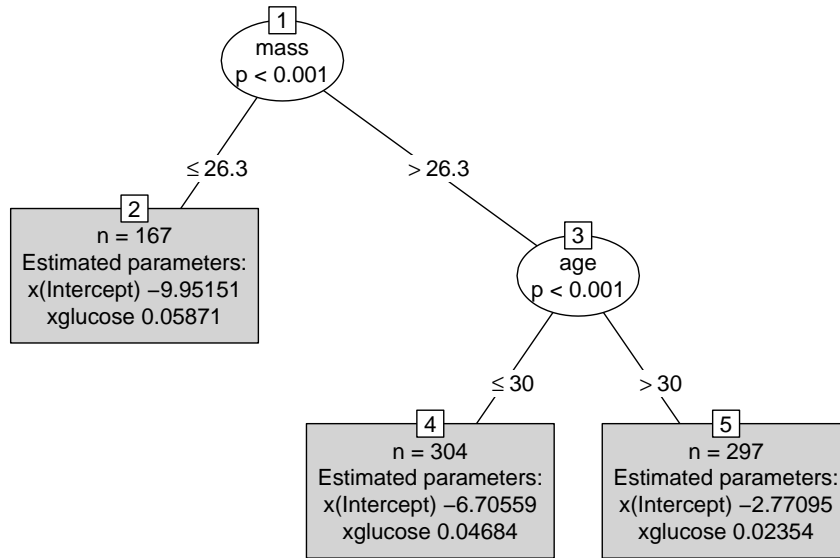 1
mass
p < 0.001
≤ 26.3
> 26.3
2
n = 167
Estimated parameters:
x(Intercept) −9.95151
xglucose 0.05871
3
age
p < 0.001
≤ 30
> 30
4
n = 304
Estimated parameters:
x(Intercept) −6.70559
xglucose 0.04684
5
n = 297
Estimated parameters:
x(Intercept) −2.77095
xglucose 0.02354